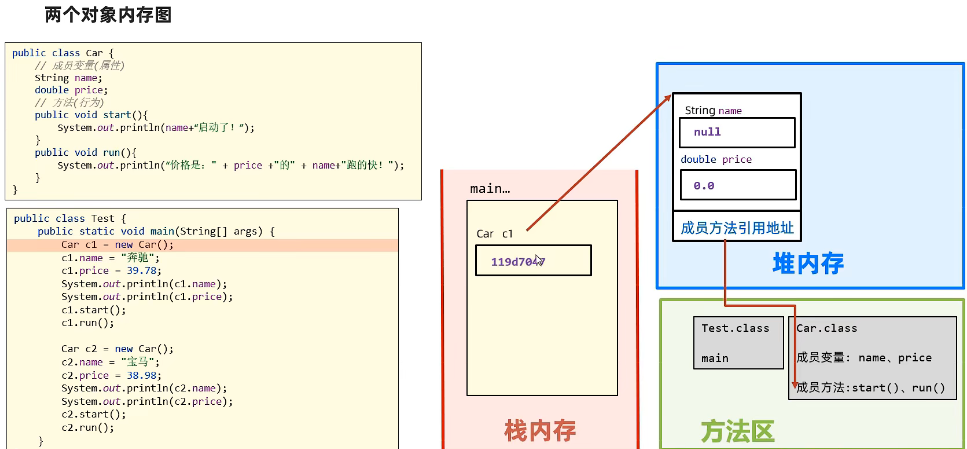 两个对象内存图
public class Car {
// 成员变量(属性)
String name;
double price;
// 方法(行为)
public void start(){
System.out.println(name+"启动了！");
}
public void run(){
System.out.println("价格是：" + price +"的" + name+"跑的快！");
}
}
public class Test {
public static void main(String[] args) {
Car c1 = new Car();
c1.name = "奔驰";
c1.price = 39.78;
System.out.println(c1.name);
System.out.println(c1.price);
c1.start();
c1.run();
Car c2 = new Car();
c2.name = "宝马";
c2.price = 38.98;
System.out.println(c2.name);
System.out.println(c2.price);
c2.start();
c2.run();
}
main…
Car c1
119d7047
栈内存
String name
null
double price
0.0
成员方法引用地址
堆内存
Test.class
main
Car.class
成员变量: name、price
成员方法:start()、run()
方法区